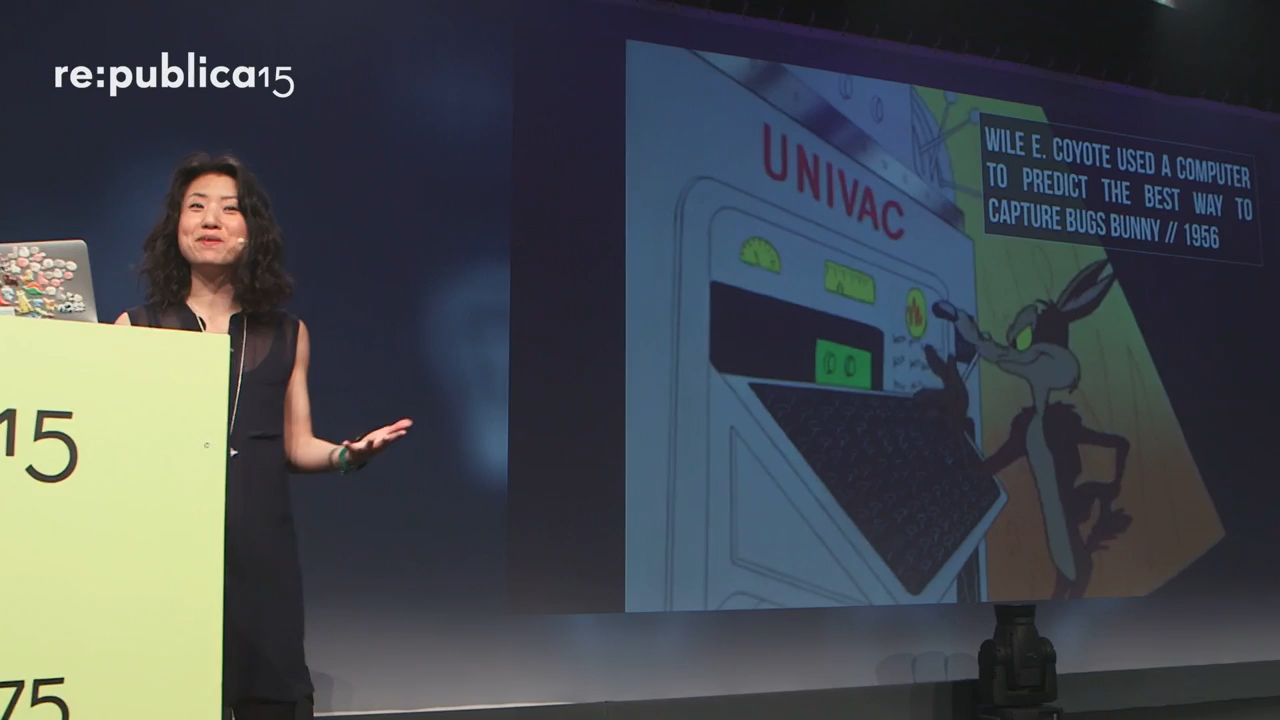 re:publica15
UNIVAC
WILE E. COYOTE USED A COMPUTER
TO PREDICT THE BEST WAY TO
CAPTURE BUGS BUNNY // 1956
15
75